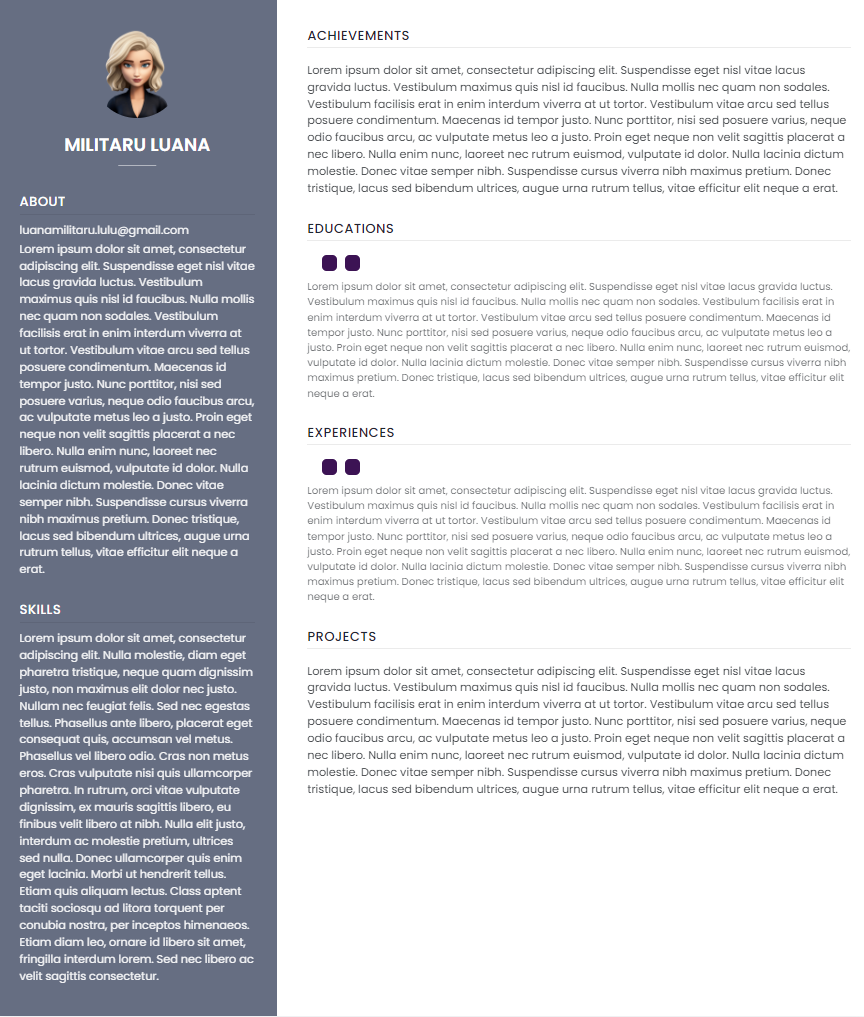 MILITARU LUANA
ABOUT
luanamilitaru.lulu@gmail.com
Lorem ipsum dolor sit amet, consectetur
adipiscing elit. Suspendisse eget nisl vitae
lacus gravida luctus. Vestibulum
maximus quis nisl id faucibus. Nulla mollis
nec quam non sodales. Vestibulum
facilisis erat in enim interdum viverra at
ut tortor. Vestibulum vitae arcu sed tellus
posuere condimentum. Maecenas id
tempor justo. Nunc porttitor, nisi sed
posuere varius, neque odio faucibus arcu,
ac vulputate metus leo a justo. Proin eget
neque non velit sagittis placerat a nec
libero. Nulla enim nunc, laoreet nec
rutrum euismod, vulputate id dolor. Nulla
lacinia dictum molestie. Donec vitae
semper nibh. Suspendisse cursus viverra
nibh maximus pretium. Donec tristique,
lacus sed bibendum ultrices, augue urna
rutrum tellus, vitae efficitur elit neque a
erat.
SKILLS
Lorem ipsum dolor sit amet, consectetur
adipiscing elit. Nulla molestie, diam eget
pharetra tristique, neque quam dignissim
justo, non maximus elit dolor nec justo.
Nullam nec feugiat felis. Sed nec egestas
tellus. Phasellus ante libero, placerat eget
consequat quis, accumsan vel metus.
Phasellus vel libero odio. Cras non metus
eros. Cras vulputate nisi quis ullamcorper
pharetra. In rutrum, orci vitae vulputate
dignissim, ex mauris sagittis libero, eu
finibus velit libero at nibh. Nulla elit justo,
interdum ac molestie pretium, ultrices
sed nulla. Donec ullamcorper quis enim
eget lacinia. Morbi ut hendrerit tellus.
Etiam quis aliquam lectus. Class aptent
taciti sociosqu ad litora torquent per
conubia nostra, per inceptos himenaeos.
Etiam diam leo, ornare id libero sit amet,
fringilla interdum lorem. Sed nec libero ac
velit sagittis consectetur.
ACHIEVEMENTS
Lorem ipsum dolor sit amet, consectetur adipiscing elit. Suspendisse eget nisl vitae lacus
gravida luctus. Vestibulum maximus quis nisl id faucibus. Nulla mollis nec quam non sodales.
Vestibulum facilisis erat in enim interdum viverra at ut tortor. Vestibulum vitae arcu sed tellus
posuere condimentum. Maecenas id tempor justo. Nunc porttitor, nisi sed posuere varius, neque
odio faucibus arcu, ac vulputate metus leo a justo. Proin eget neque non velit sagittis placerat a
nec libero. Nulla enim nunc, laoreet nec rutrum euismod, vulputate id dolor. Nulla lacinia dictum
molestie. Donec vitae semper nibh. Suspendisse cursus viverra nibh maximus pretium. Donec
tristique, lacus sed bibendum ultrices, augue urna rutrum tellus, vitae efficitur elit neque a erat.
EDUCATIONS
Lorem ipsum dolor sit amet, consectetur adipiscing elit. Suspendisse eget nisl vitae lacus gravida luctus.
Vestibulum maximus quis nisl id faucibus. Nulla mollis nec quam non sodales. Vestibulum facilisis erat in
enim interdum viverra at ut tortor. Vestibulum vitae arcu sed tellus posuere condimentum. Maecenas id
tempor justo. Nunc porttitor, nisi sed posuere varius, neque odio faucibus arcu, ac vulputate metus leo a
justo. Proin eget neque non velit sagittis placerat a nec libero. Nulla enim nunc, laoreet nec rutrum euismod,
vulputate id dolor. Nulla lacinia dictum molestie. Donec vitae semper nibh. Suspendisse cursus viverra nibh
maximus pretium. Donec tristique, lacus sed bibendum ultrices, augue urna rutrum tellus, vitae efficitur elit
neque a erat.
EXPERIENCES
Lorem ipsum dolor sit amet, consectetur adipiscing elit. Suspendisse eget nisl vitae lacus gravida luctus.
Vestibulum maximus quis nisl id faucibus. Nulla mollis nec quam non sodales. Vestibulum facilisis erat in
enim interdum viverra at ut tortor. Vestibulum vitae arcu sed tellus posuere condimentum. Maecenas id
tempor justo. Nunc porttitor, nisi sed posuere varius, neque odio faucibus arcu, ac vulputate metus leo a
justo. Proin eget neque non velit sagittis placerat a nec libero. Nulla enim nunc, laoreet nec rutrum euismod,
vulputate id dolor. Nulla lacinia dictum molestie. Donec vitae semper nibh. Suspendisse cursus viverra nibh
maximus pretium. Donec tristique, lacus sed bibendum ultrices, augue urna rutrum tellus, vitae efficitur elit
neque a erat.
PROJECTS
Lorem ipsum dolor sit amet, consectetur adipiscing elit. Suspendisse eget nisl vitae lacus
gravida luctus. Vestibulum maximus quis nisl id faucibus. Nulla mollis nec quam non sodales.
Vestibulum facilisis erat in enim interdum viverra at ut tortor. Vestibulum vitae arcu sed tellus
posuere condimentum. Maecenas id tempor justo. Nunc porttitor, nisi sed posuere varius, neque
odio faucibus arcu, ac vulputate metus leo a justo. Proin eget neque non velit sagittis placerat a
nec libero. Nulla enim nunc, laoreet nec rutrum euismod, vulputate id dolor. Nulla lacinia dictum
molestie. Donec vitae semper nibh. Suspendisse cursus viverra nibh maximus pretium. Donec
tristique, lacus sed bibendum ultrices, augue urna rutrum tellus, vitae efficitur elit neque a erat.